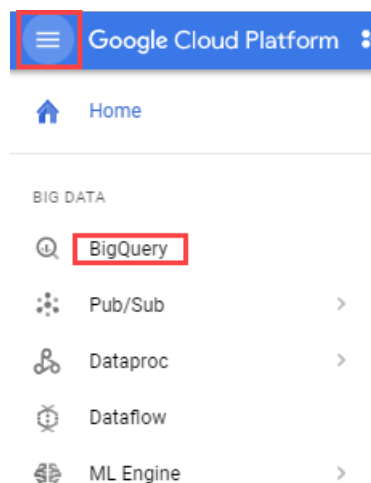 Google Cloud Platform
Home
BIG DATA
BigQuery
Pub/Sub
Dataproc
Dataflow
ML Engine